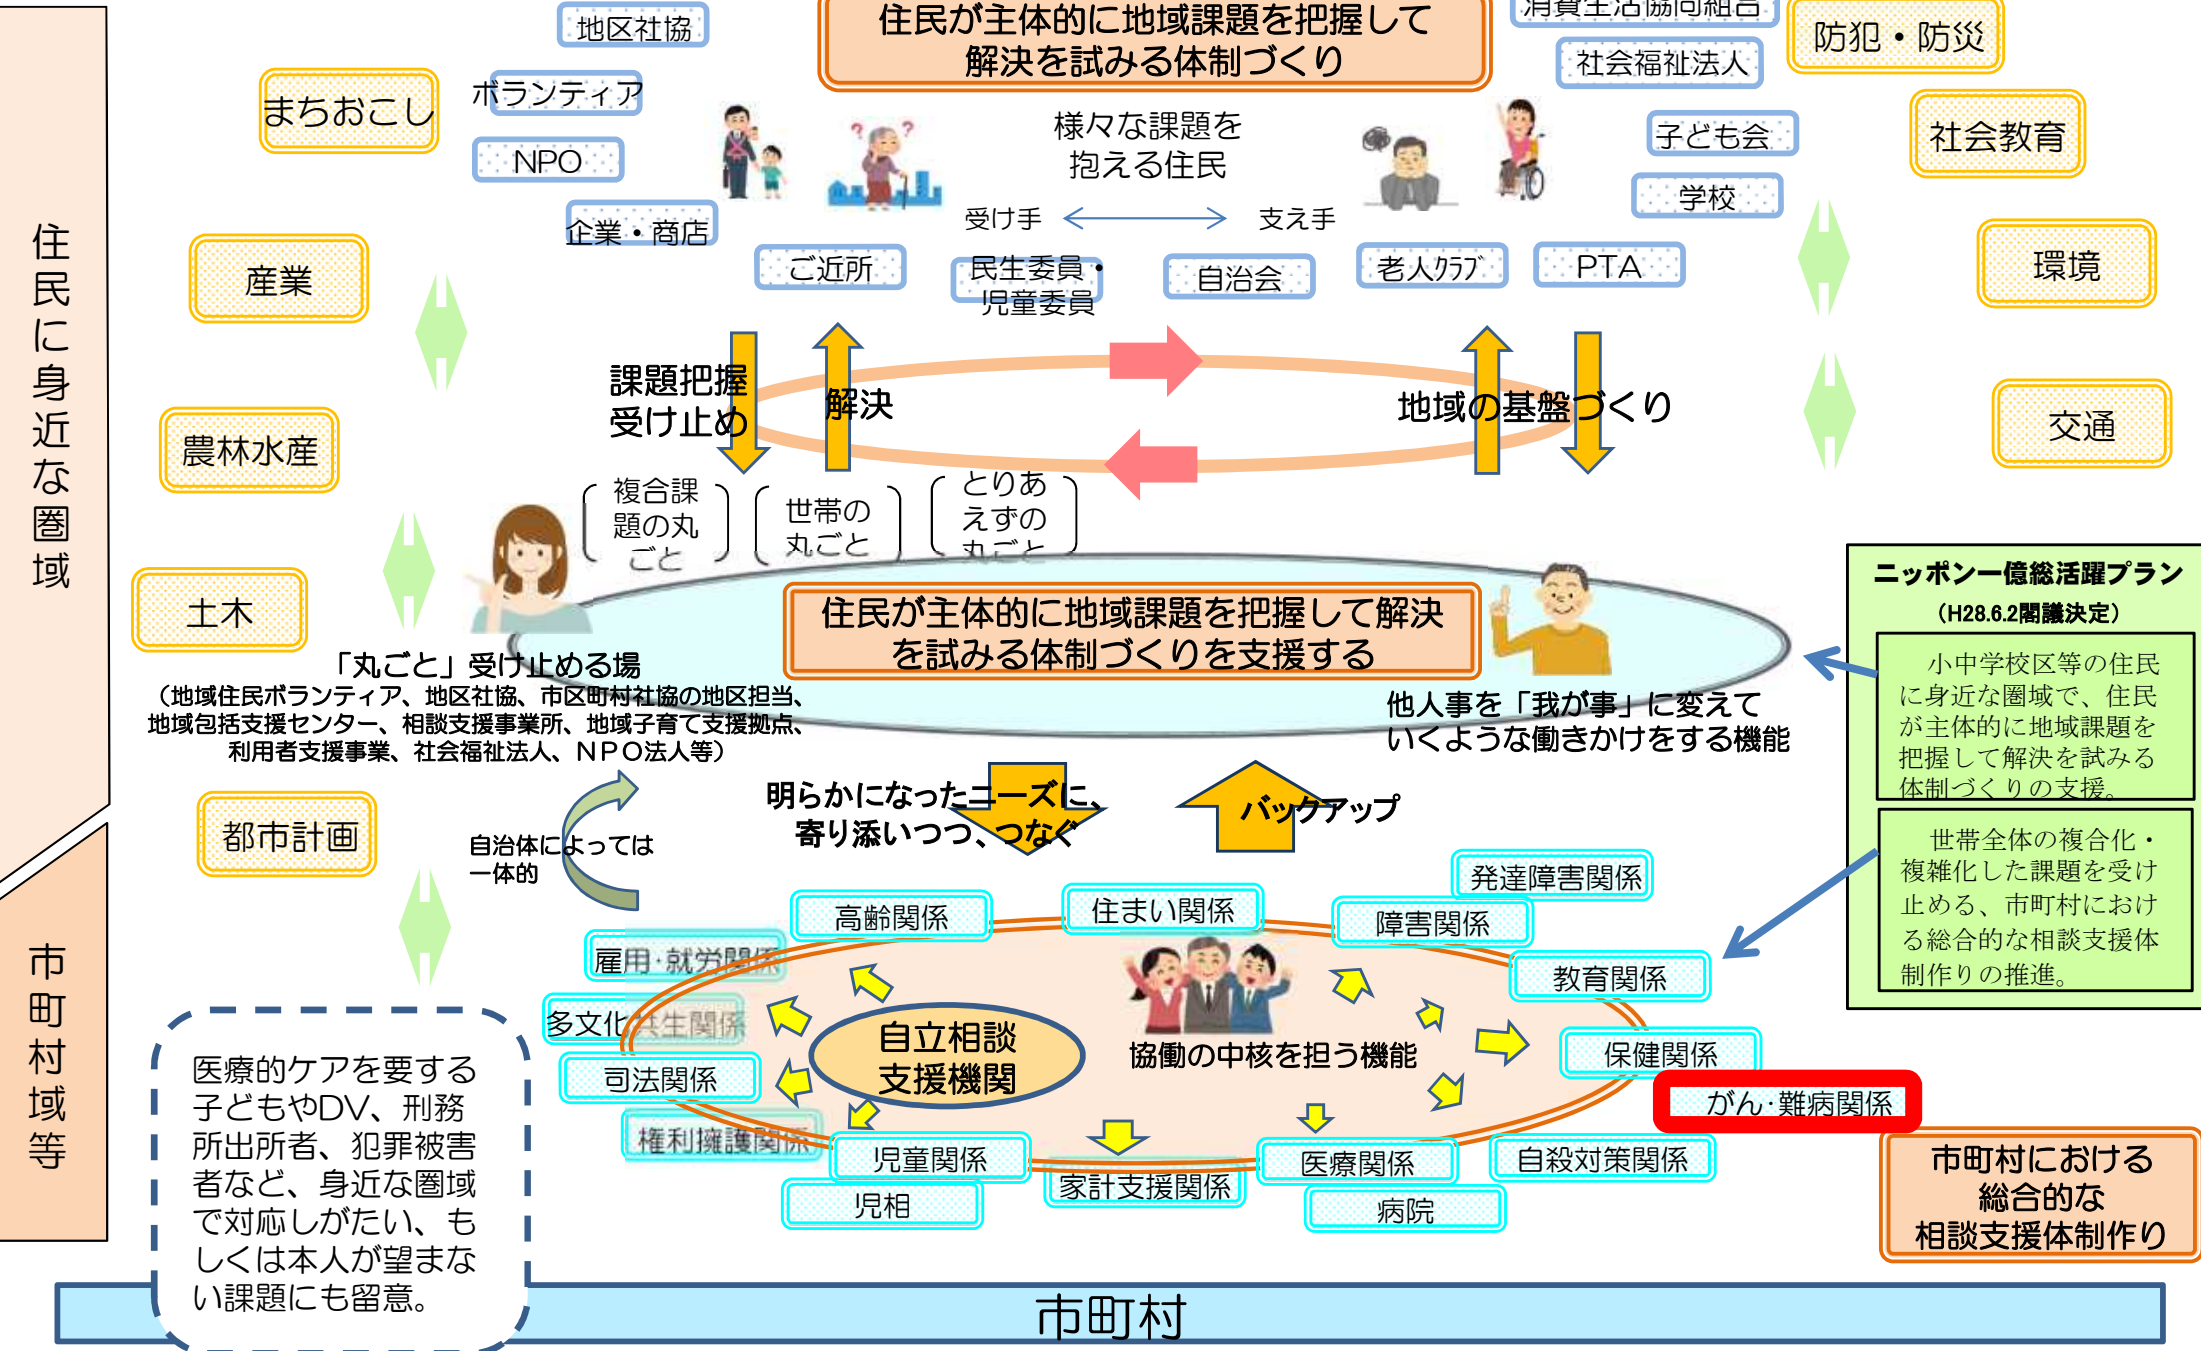 地区社協
住民が主体的に地域課題を把握して
解決を試みる体制づくり
消費生活協同組合
社会福祉法人
防犯・防災
まちおこし
ボランティア
NPO
企業・商店
様々な課題を
抱える住民
受け手
支え手
子ども会
学校
社会教育
産業
ご近所
民生委員・
児童委員
自治会
老人クラブ
PTA
環境
住民に身近な圏域
課題把握
受け止め
解決
地域の基盤づくり
農林水産
交通
複合課
題の丸
ごと
世帯の
丸ごと
とりあ
えずの
丸ごと
土木
住民が主体的に地域課題を把握して解決
を試みる体制づくりを支援する
「丸ごと」受け止める場
（地域住民ボランティア、地区社協、市区町村社協の地区担当、
地域包括支援センター、相談支援事業所、地域子育て支援拠点、
利用者支援事業、社会福祉法人、ＮＰＯ法人等）
他人事を「我が事」に変えて
いくような働きかけをする機能
ニッポン一億総活躍プラン
（H28.6.2閣議決定）
小中学校区等の住民
に身近な圏域で、住民
が主体的に地域課題を
把握して解決を試みる
体制づくりの支援。
世帯全体の複合化・
複雑化した課題を受け
止める、市町村におけ
る総合的な相談支援体
制作りの推進。
都市計画
自治体によっては
一体的
明らかになったニーズに、
寄り添いつつ、つなぐ
バックアップ
市町村域等
高齢関係
住まい関係
発達障害関係
障害関係
雇用・就労関係
教育関係
多文化共生関係
自立相談
支援機関
協働の中核を担う機能
保健関係
司法関係
がん・難病関係
権利擁護関係
児童関係
児相
家計支援関係
医療関係
病院
自殺対策関係
市町村における
総合的な
相談支援体制作り
医療的ケアを要する
子どもやDV、刑務
所出所者、犯罪被害
者など、身近な圏域
で対応しがたい、も
しくは本人が望まな
い課題にも留意。
市町村